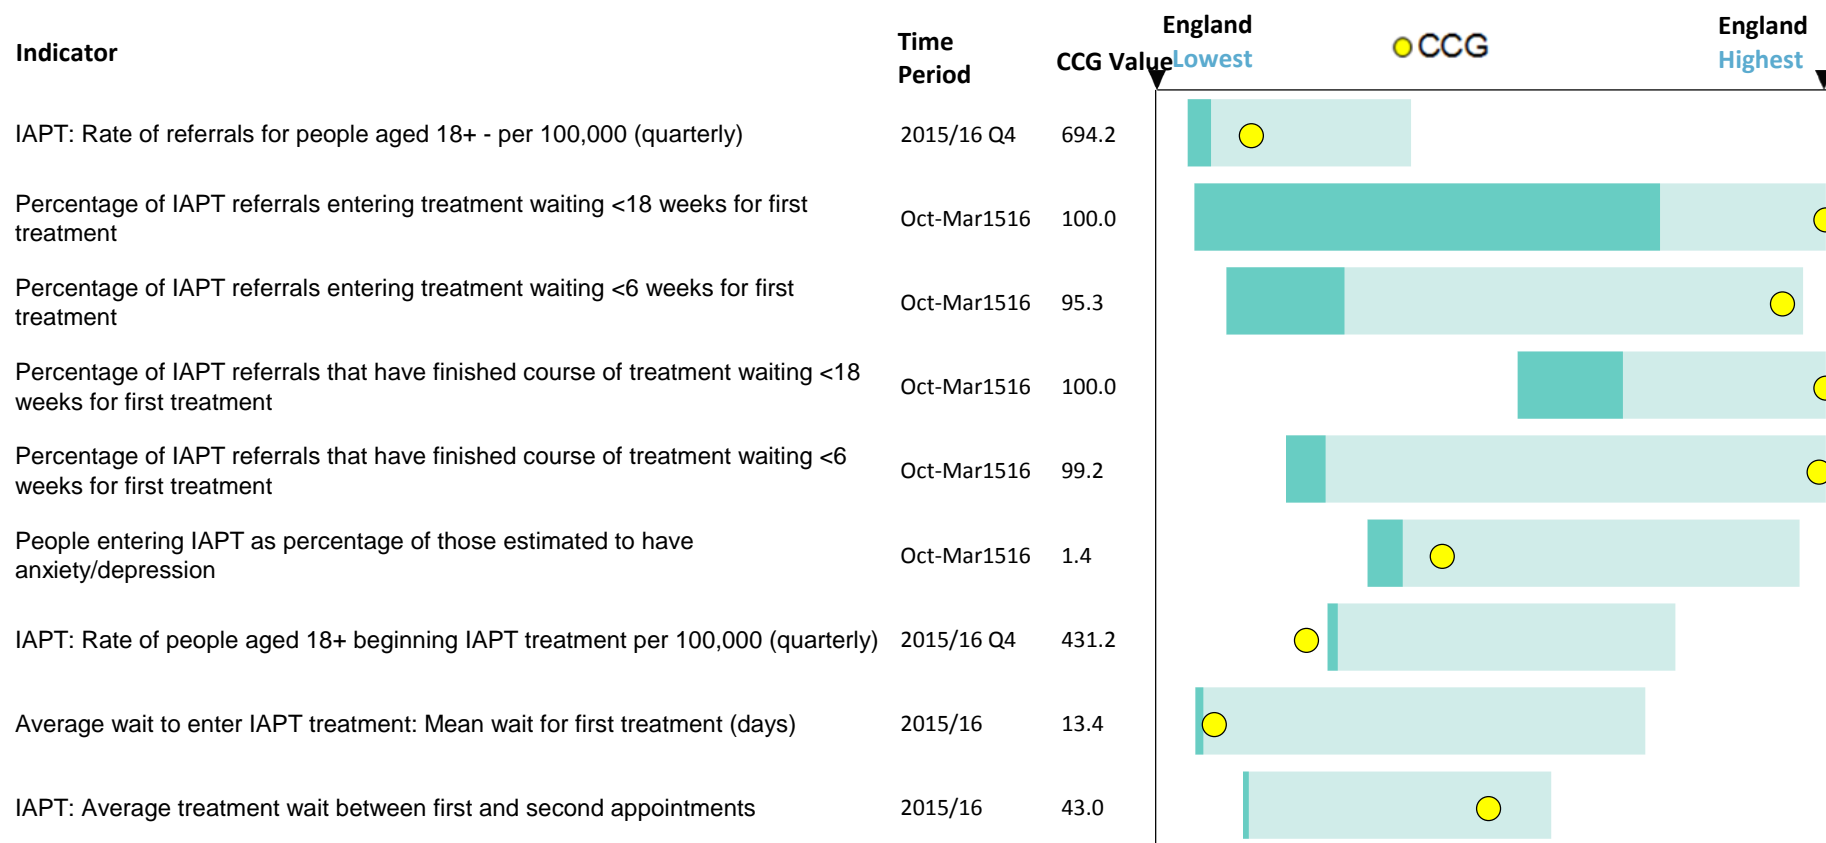 Indicator
Time
Period
CCG Value
England
Lowest
CCG
England
Highest
IAPT: Rate of referrals for people aged 18+ - per 100,000 (quarterly) 2015/16 Q4 694.2
Percentage of IAPT referrals entering treatment waiting <18 weeks for first
treatment
Oct-Mar1516 100.0
Percentage of IAPT referrals entering treatment waiting <6 weeks for first
treatment
Oct-Mar1516 95.3
Percentage of IAPT referrals that have finished course of treatment waiting <18
weeks for first treatment
Oct-Mar1516 100.0
Percentage of IAPT referrals that have finished course of treatment waiting <6
weeks for first treatment
Oct-Mar1516 99.2
People entering IAPT as percentage of those estimated to have
anxiety/depression
Oct-Mar1516 1.4
IAPT: Rate of people aged 18+ beginning IAPT treatment per 100,000 (quarterly) 2015/16 Q4 431.2
Average wait to enter IAPT treatment: Mean wait for first treatment (days) 2015/16 13.4
IAPT: Average treatment wait between first and second appointments 2015/16 43.0